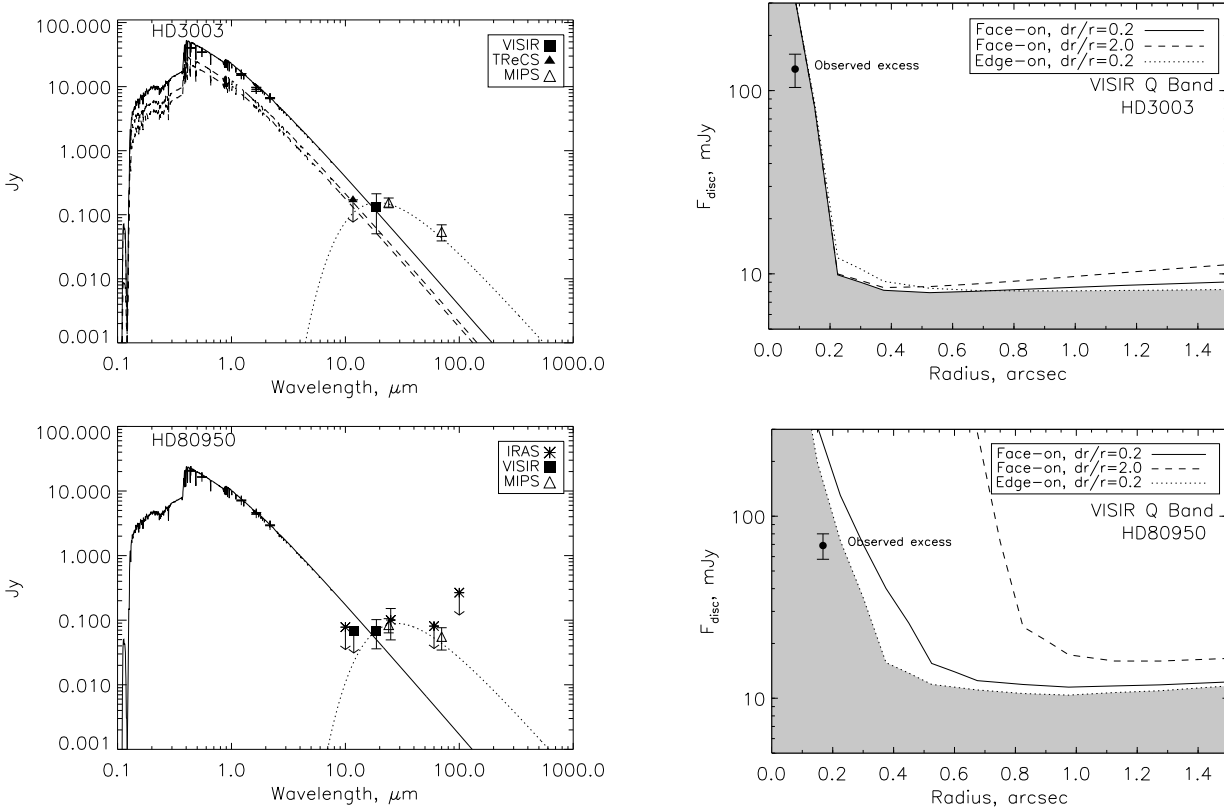 HD3003
100.000
10.000
1.000
0.100
0.010
0.001
Jy
VISIR
TReCS
MIPS
0.1
1.0
10.0
100.0
1000.0
Wavelength, μm
100
10
F_disc, mJy
Face-on, dr/r=0.2
Face-on, dr/r=2.0
Edge-on, dr/r=0.2
VISIR Q Band
HD3003
Observed excess
0.0
0.2
0.4
0.6
0.8
1.0
1.2
1.4
Radius, arcsec
HD80950
100.000
10.000
1.000
0.100
0.010
0.001
Jy
IRAS
VISIR
MIPS
0.1
1.0
10.0
100.0
1000.0
Wavelength, μm
100
10
F_disc, mJy
Face-on, dr/r=0.2
Face-on, dr/r=2.0
Edge-on, dr/r=0.2
VISIR Q Band
HD80950
Observed excess
0.0
0.2
0.4
0.6
0.8
1.0
1.2
1.4
Radius, arcsec